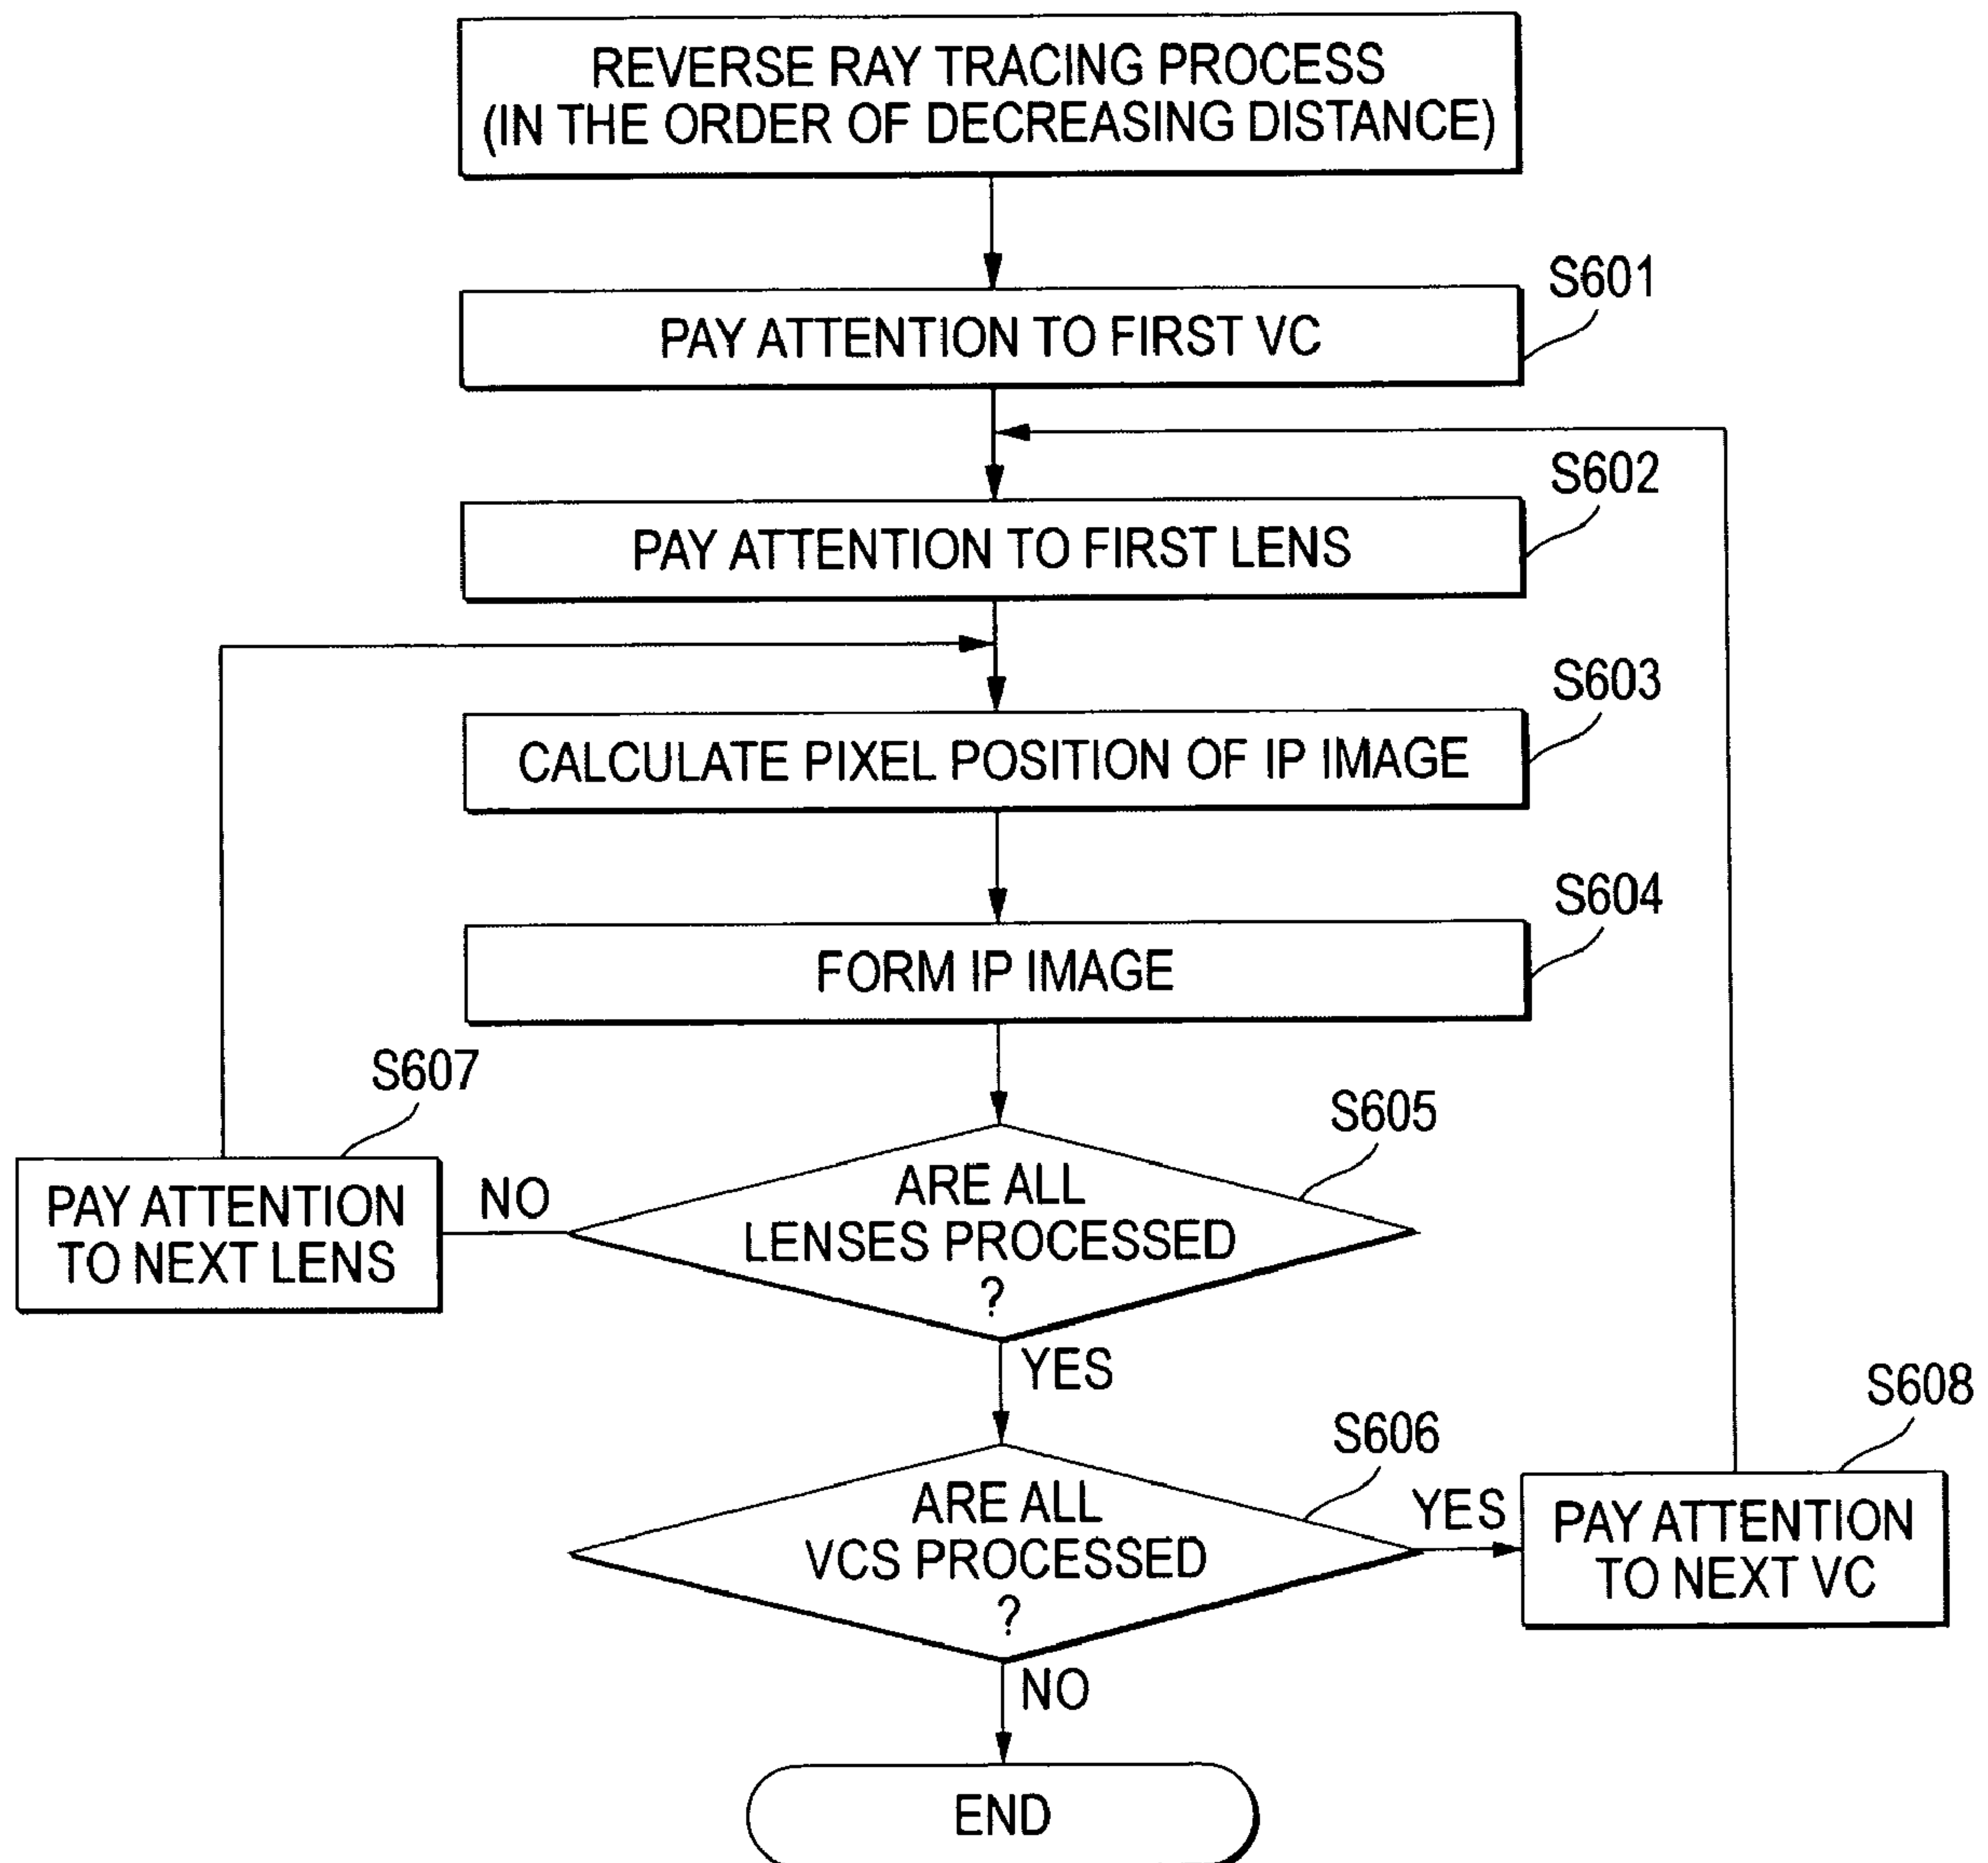 REVERSE RAY TRACING PROCESS
(IN THE ORDER OF DECREASING DISTANCE)
S601
PAY ATTENTION TO FIRST VC
S602
PAY ATTENTION TO FIRST LENS
S603
CALCULATE PIXEL POSITION OF IP IMAGE
S604
FORM IP IMAGE
S607
PAY ATTENTION
TO NEXT LENS
NO
S605
ARE ALL
LENSES PROCESSED
?
YES
S606
ARE ALL
VCS PROCESSED
?
YES
S608
PAY ATTENTION
TO NEXT VC
NO
END